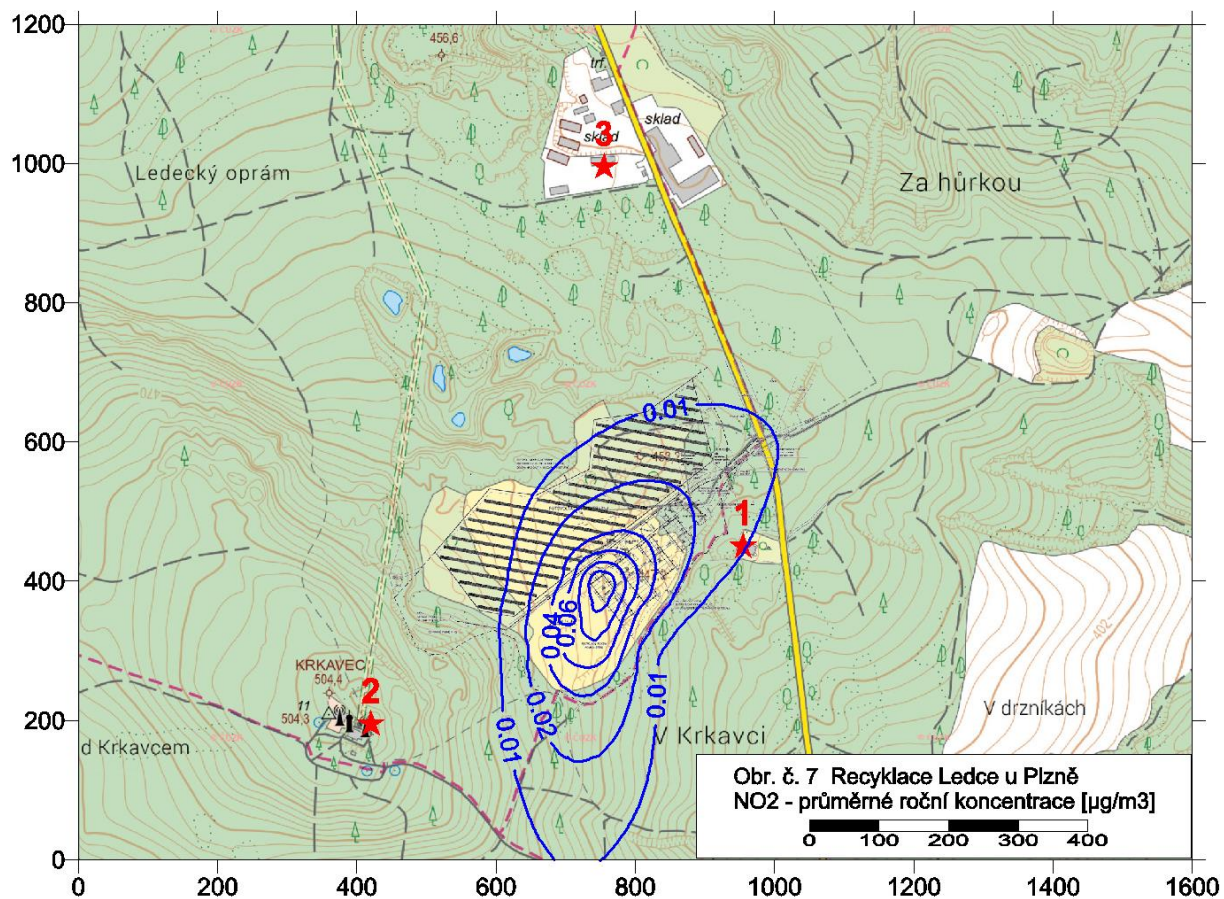 1200
1000
800
600
400
200
0
0
200
400
600
800
1000
1200
1400
1600
456,6
trf.
sklad
sklad
3
Ledecký oprám
Za hůrkou
470
0.01
1
0.04
0.06
0.02
0.01
0.01
402
KRKAVEC
504,4
11
504,3
2
d Krkavcem
V Krkavci
V drzníkách
Obr. č. 7 Recyklace Ledce u Plzně
NO2 - průměrné roční koncentrace [µg/m3]
0 100 200 300 400